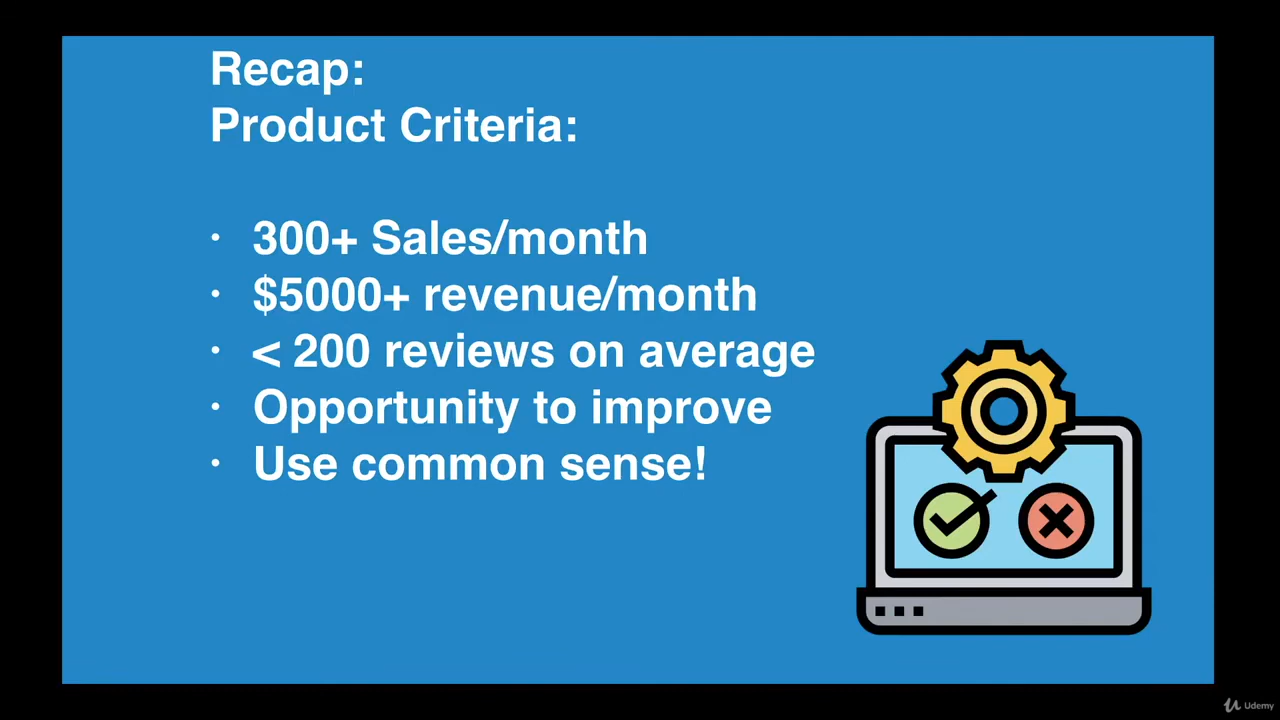 Recap:
Product Criteria:
· 300+ Sales/month
· $5000+ revenue/month
· < 200 reviews on average
· Opportunity to improve
· Use common sense!
Udemy